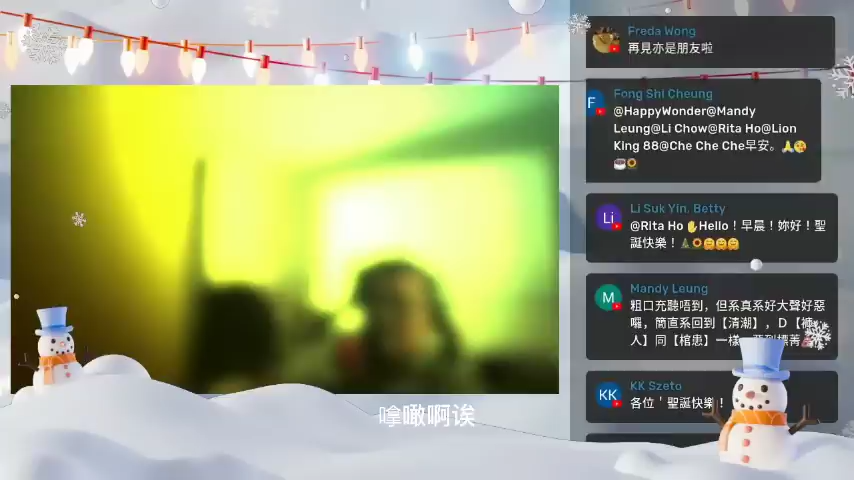 Freda Wong
再見亦是朋友啦
F
Fong Shi Cheung
@HappyWonder@Mandy
Leung@Li Chow@Rita Ho@Lion
King 88@Che Che Che早安。🙏😘
☕🌻
Li
Li Suk Yin, Betty
@Rita Ho ✋Hello！早晨！妳好！聖
誕快樂！🎄🌻🤗🤗🤗
M
Mandy Leung
粗口充聽唔到，但系真系好大聲好惡
囉，簡直系回到【清潮】，D
人】同【棺患】一樣
KK
KK Szeto
各位＇聖誕快樂！
嗱瞰啊诶